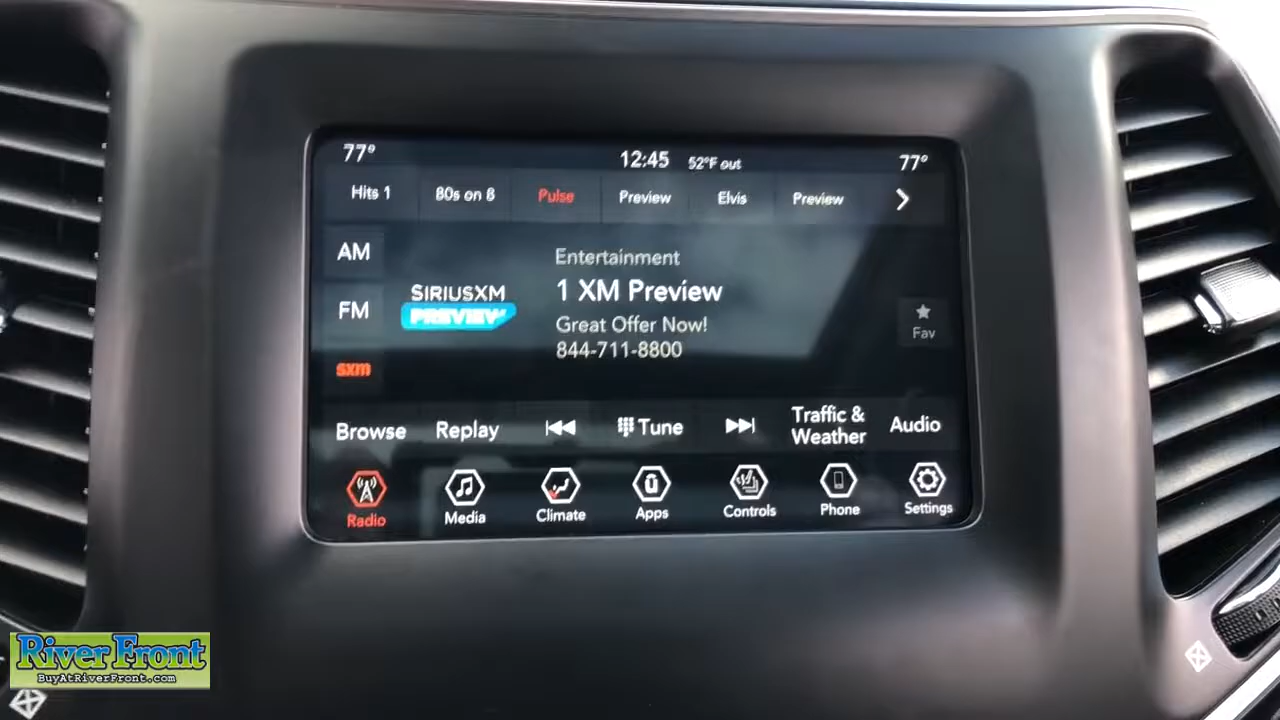 77°
12:45
52°F out
77°
Hits 1
80s on 8
Pulse
Preview
Elvis
Preview
AM
FM
sxm
SIRIUSXM
PREVIEW
Entertainment
1 XM Preview
Great Offer Now!
844-711-8800
Fav
Browse
Replay
Tune
Traffic &
Weather
Audio
Radio
Media
Climate
Apps
Controls
Phone
Settings
River Front
BuyAtRiverFront.com